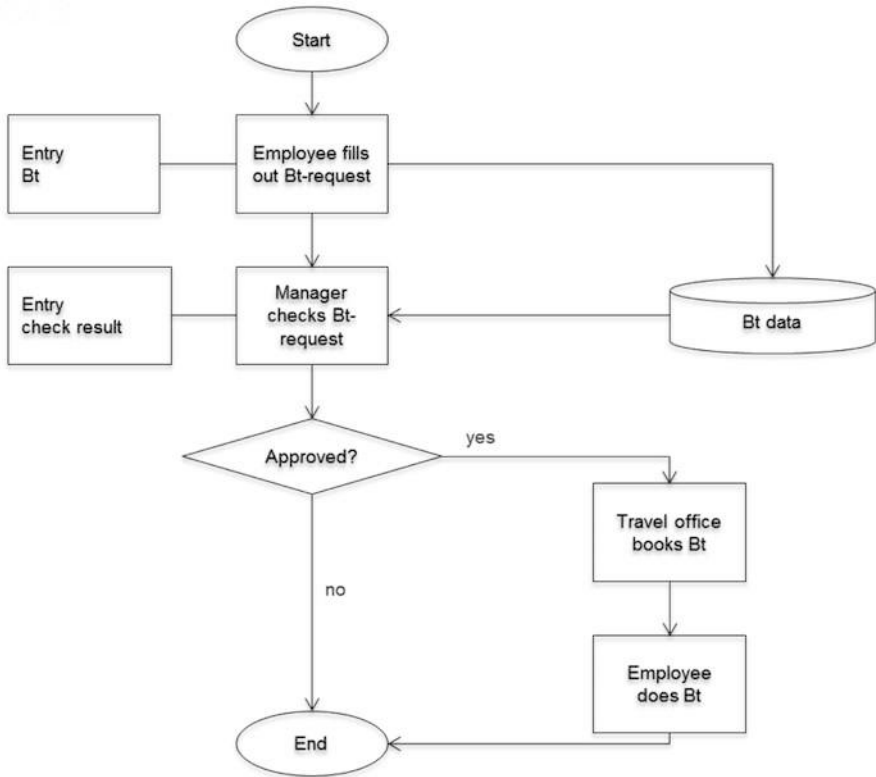 Start
Entry
Bt
Employee fills
out Bt-request
Entry
check result
Manager
checks Bt-
request
Bt data
Approved?
yes
Travel office
books Bt
no
Employee
does Bt
End